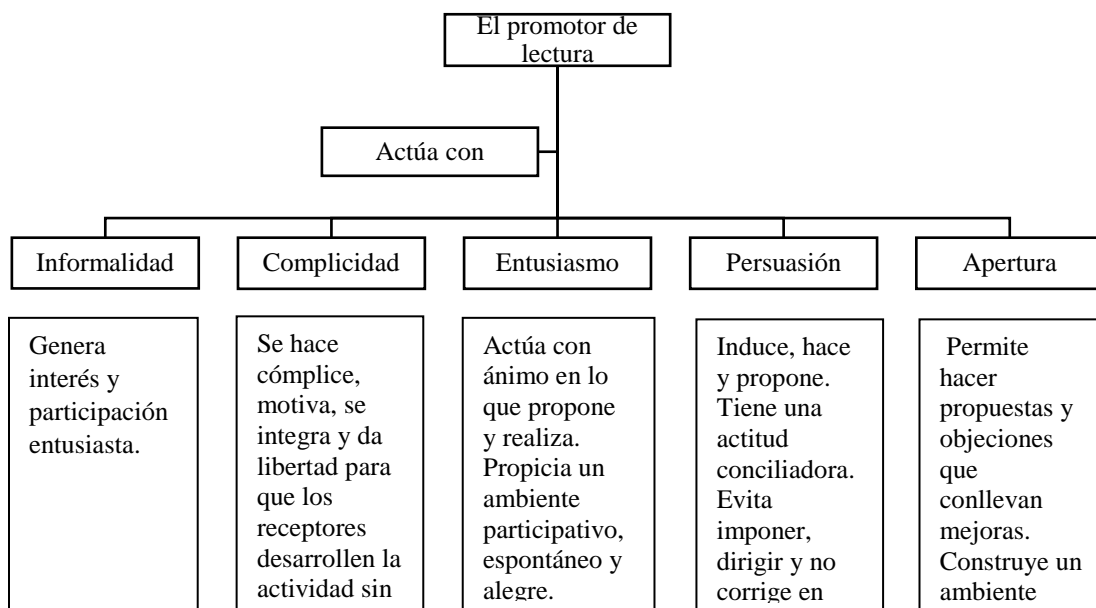 El promotor de
lectura
Actúa con
Informalidad
Complicidad
Entusiasmo
Persuasión
Apertura
Genera
interés y
participación
entusiasta.
Se hace
cómplice,
motiva, se
integra y da
libertad para
que los
receptores
desarrollen la
actividad sin
Actúa con
ánimo en lo
que propone
y realiza.
Propicia un
ambiente
participativo,
espontáneo y
alegre.
Induce, hace
y propone.
Tiene una
actitud
conciliadora.
Evita
imponer,
dirigir y no
corrige en
Permite
hacer
propuestas y
objeciones
que
conllevan
mejoras.
Construye un
ambiente